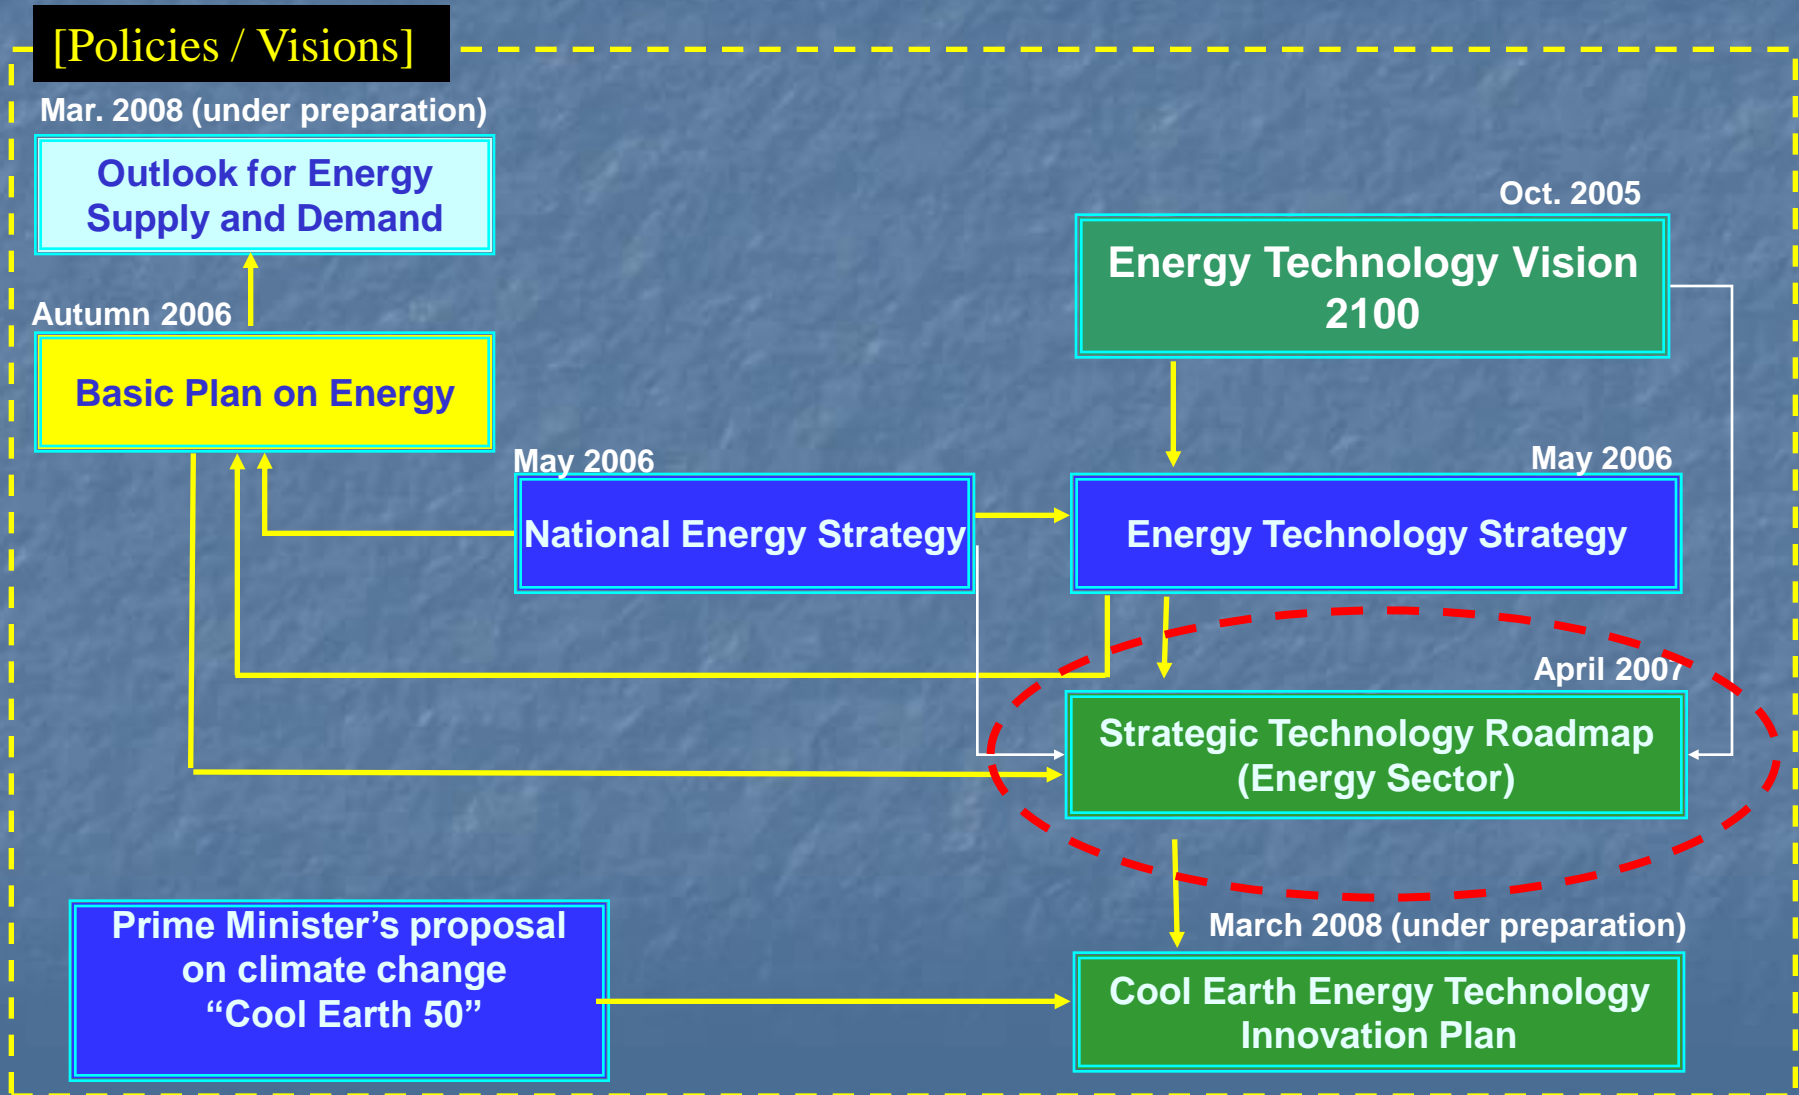 [Policies / Visions]
Mar. 2008 (under preparation)
Outlook for Energy
Supply and Demand
Oct. 2005
Energy Technology Vision
2100
Autumn 2006
Basic Plan on Energy
May 2006
National Energy Strategy
May 2006
Energy Technology Strategy
April 2007
Strategic Technology Roadmap
(Energy Sector)
Prime Minister’s proposal
on climate change
“Cool Earth 50”
March 2008 (under preparation)
Cool Earth Energy Technology
Innovation Plan